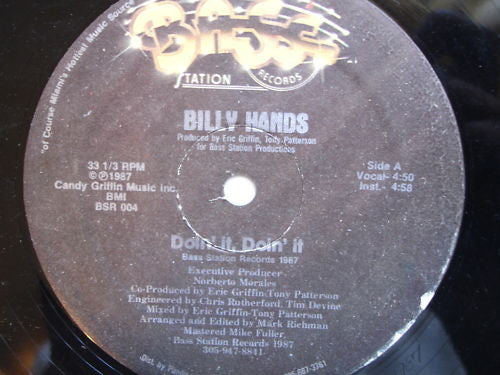 "of Course Miami's Hottest Music Source"
BASS
STATION
RECORDS
BILLY HANDS
Produced by Eric Griffin, Tony Patterson
for Bass Station Productions
33 1/3 RPM
©℗1987
Candy Griffin Music Inc.
BMI
BSR 004
Side A
Vocal- 4:50
Inst.- 4:58
Doin' it, Doin' it
Bass Station Records 1987
Executive Producer
Norberto Morales
Co-Produced by Eric Griffin-Tony Patterson
Engineered by Chris Rutherford, Tim Devine
Mixed by Eric Griffin-Tony Patterson
Arranged and Edited by Mark Richman
Mastered Mike Fuller
Bass Station Records 1987
305-947-8841
Dist. by
687-3761